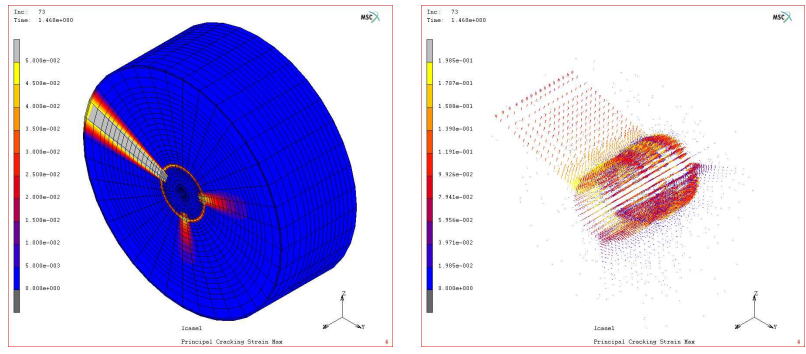 Inc: 73
Time: 1.468e+000
MSC
5.000e-002
4.500e-002
4.000e-002
3.500e-002
3.000e-002
2.500e-002
2.000e-002
1.500e-002
1.000e-002
5.000e-003
0.000e+000
lcase1
Z
X
Y
Principal Cracking Strain Max
4
Inc: 73
Time: 1.468e+000
MSC
1.985e-001
1.787e-001
1.588e-001
1.390e-001
1.191e-001
9.926e-002
7.941e-002
5.956e-002
3.971e-002
1.985e-002
0.000e+000
lcase1
Z
X
Y
Principal Cracking Strain Max
4